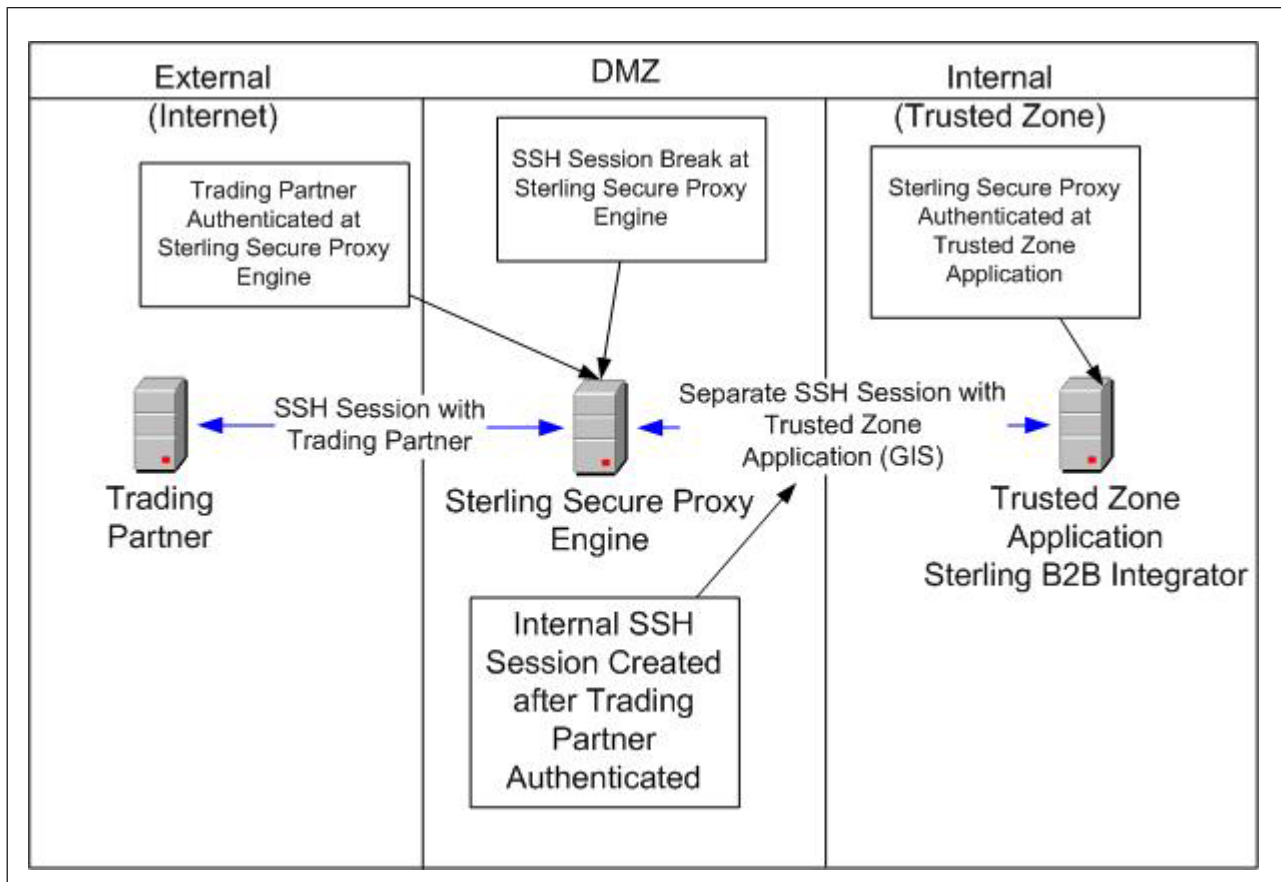 External
(Internet)
DMZ
Internal
(Trusted Zone)
Trading Partner
Authenticated at
Sterling Secure Proxy
Engine
SSH Session Break at
Sterling Secure Proxy
Engine
Sterling Secure Proxy
Authenticated at
Trusted Zone
Application
SSH Session with
Trading Partner
Separate SSH Session with
Trusted Zone
Application (GIS)
Trading
Partner
Sterling Secure Proxy
Engine
Trusted Zone
Application
Sterling B2B Integrator
Internal SSH
Session Created
after Trading
Partner
Authenticated